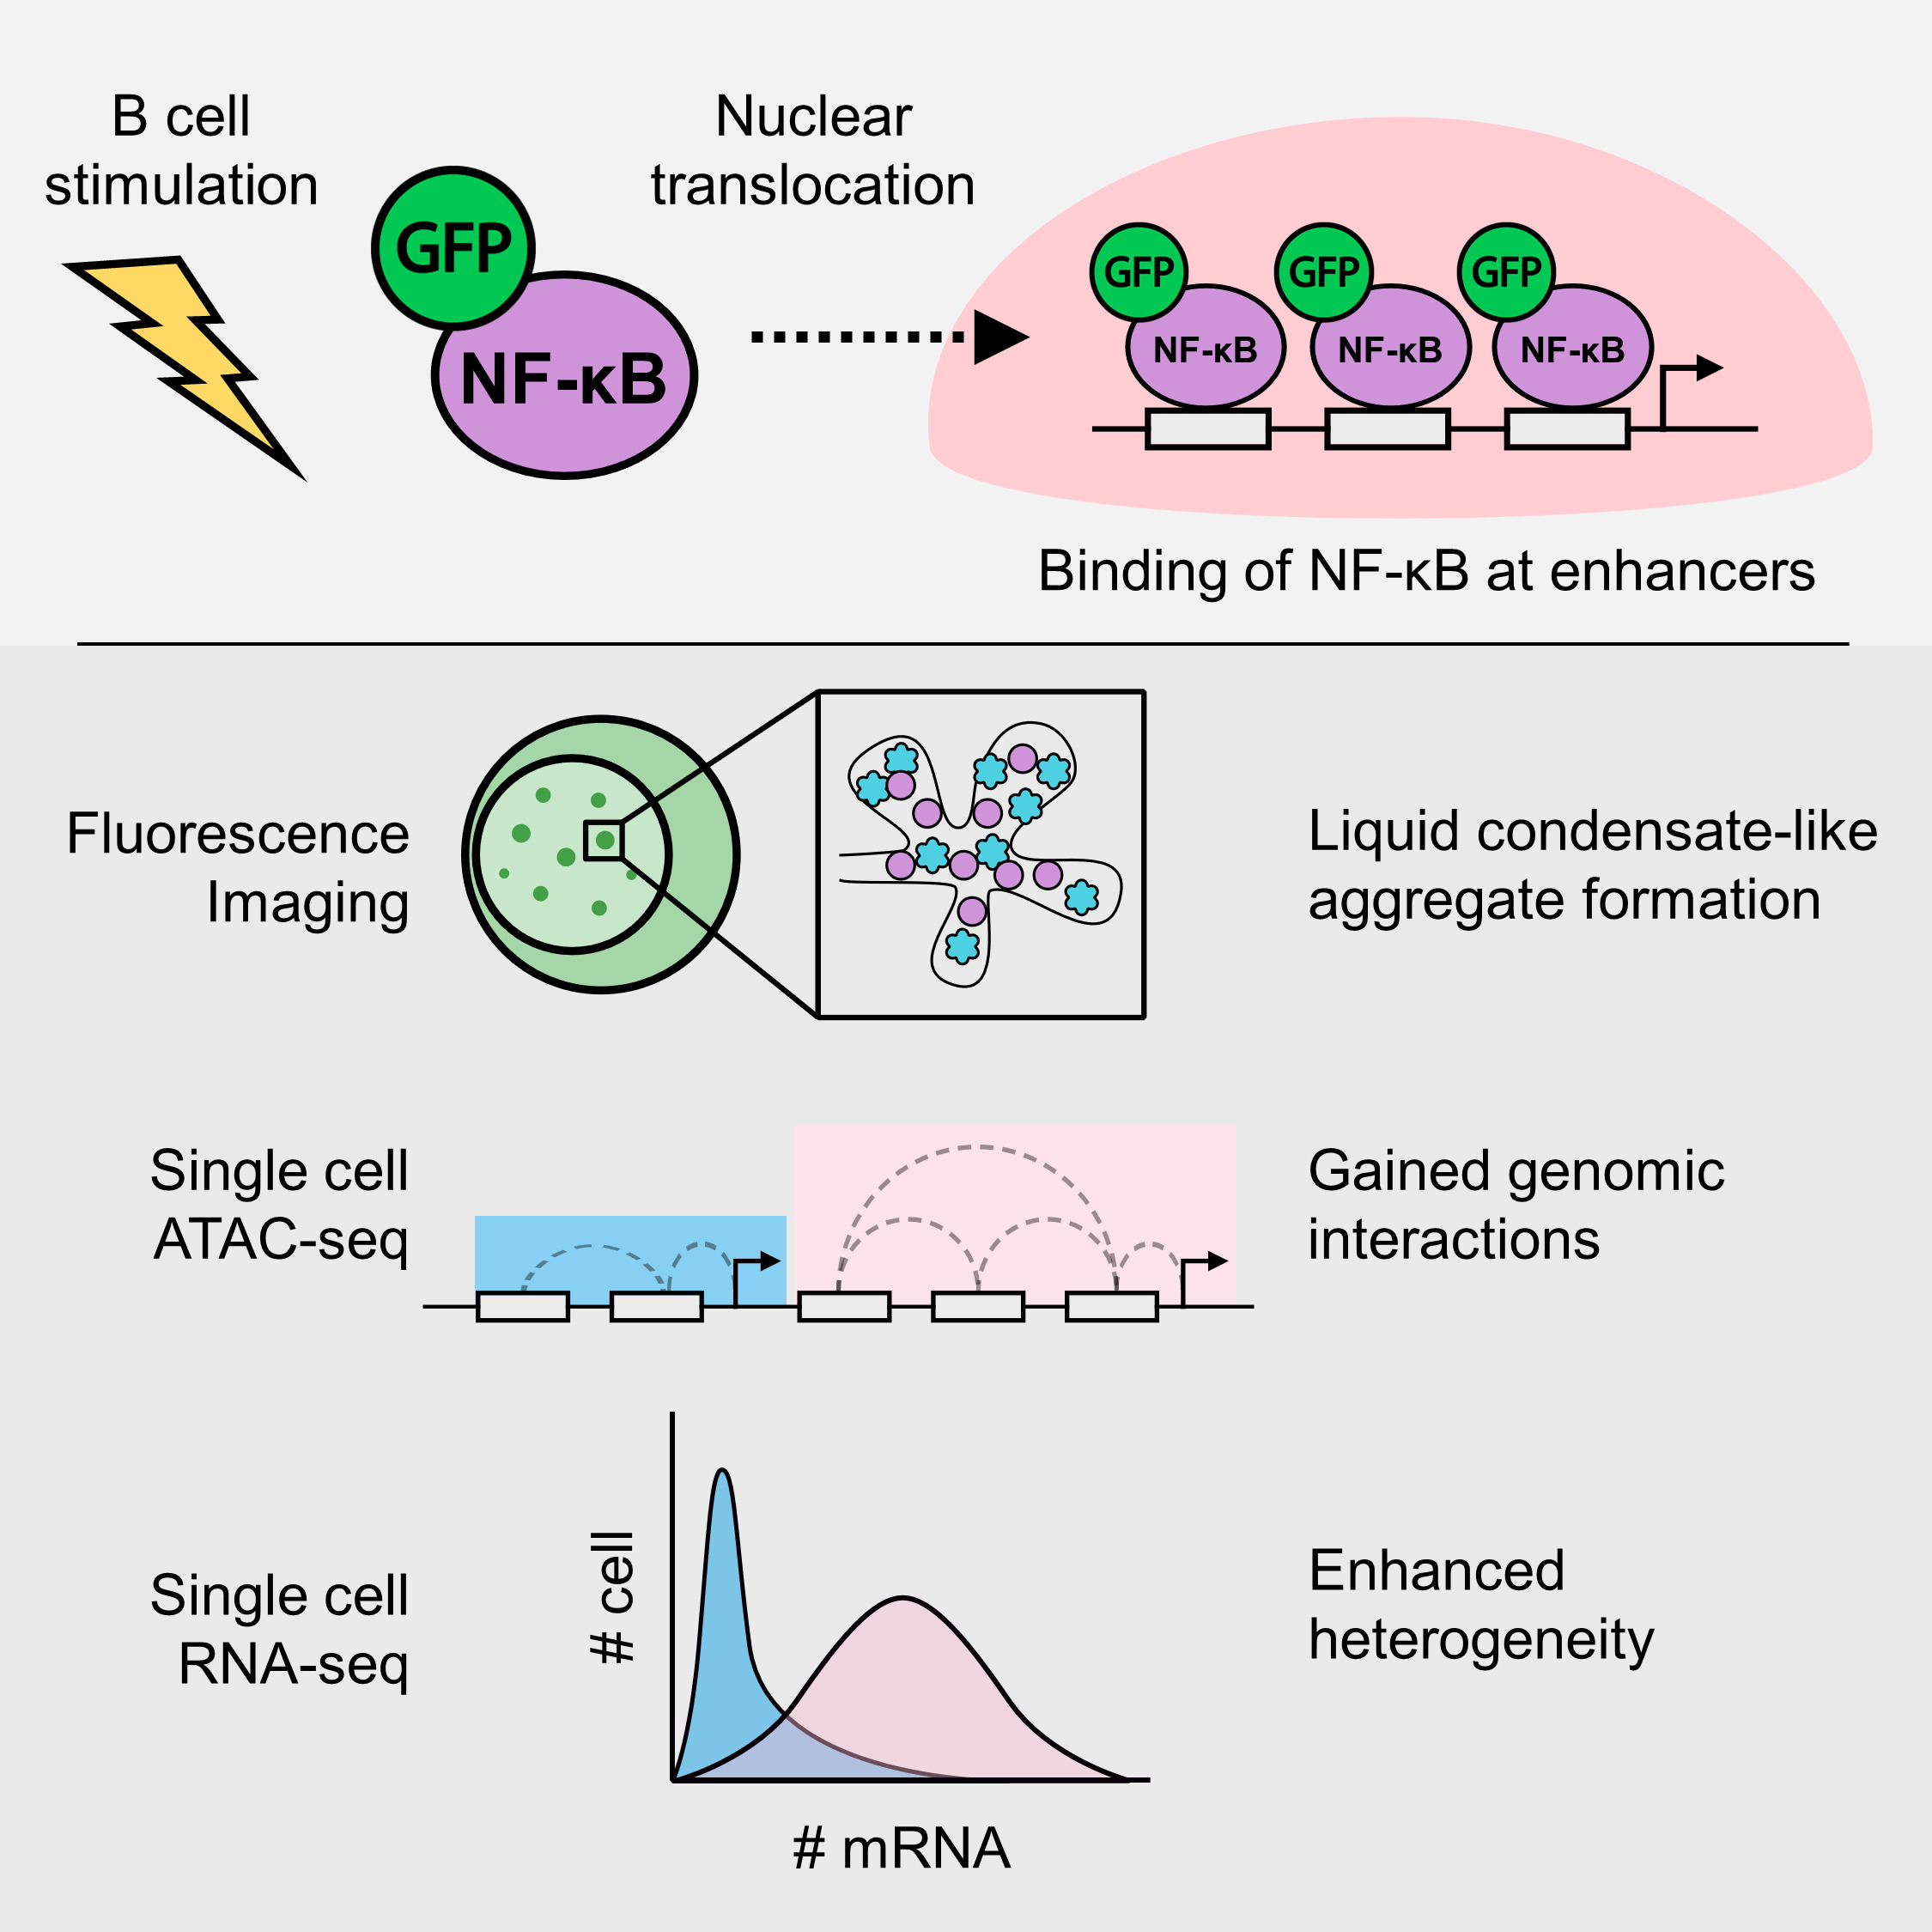 B cell
stimulation
Nuclear
translocation
GFP
NF-κB
GFP
GFP
GFP
NF-κB
NF-κB
NF-κB
Binding of NF-κB at enhancers
Fluorescence
Imaging
Liquid condensate-like
aggregate formation
Single cell
ATAC-seq
Gained genomic
interactions
Single cell
RNA-seq
# cell
# mRNA
Enhanced
heterogeneity